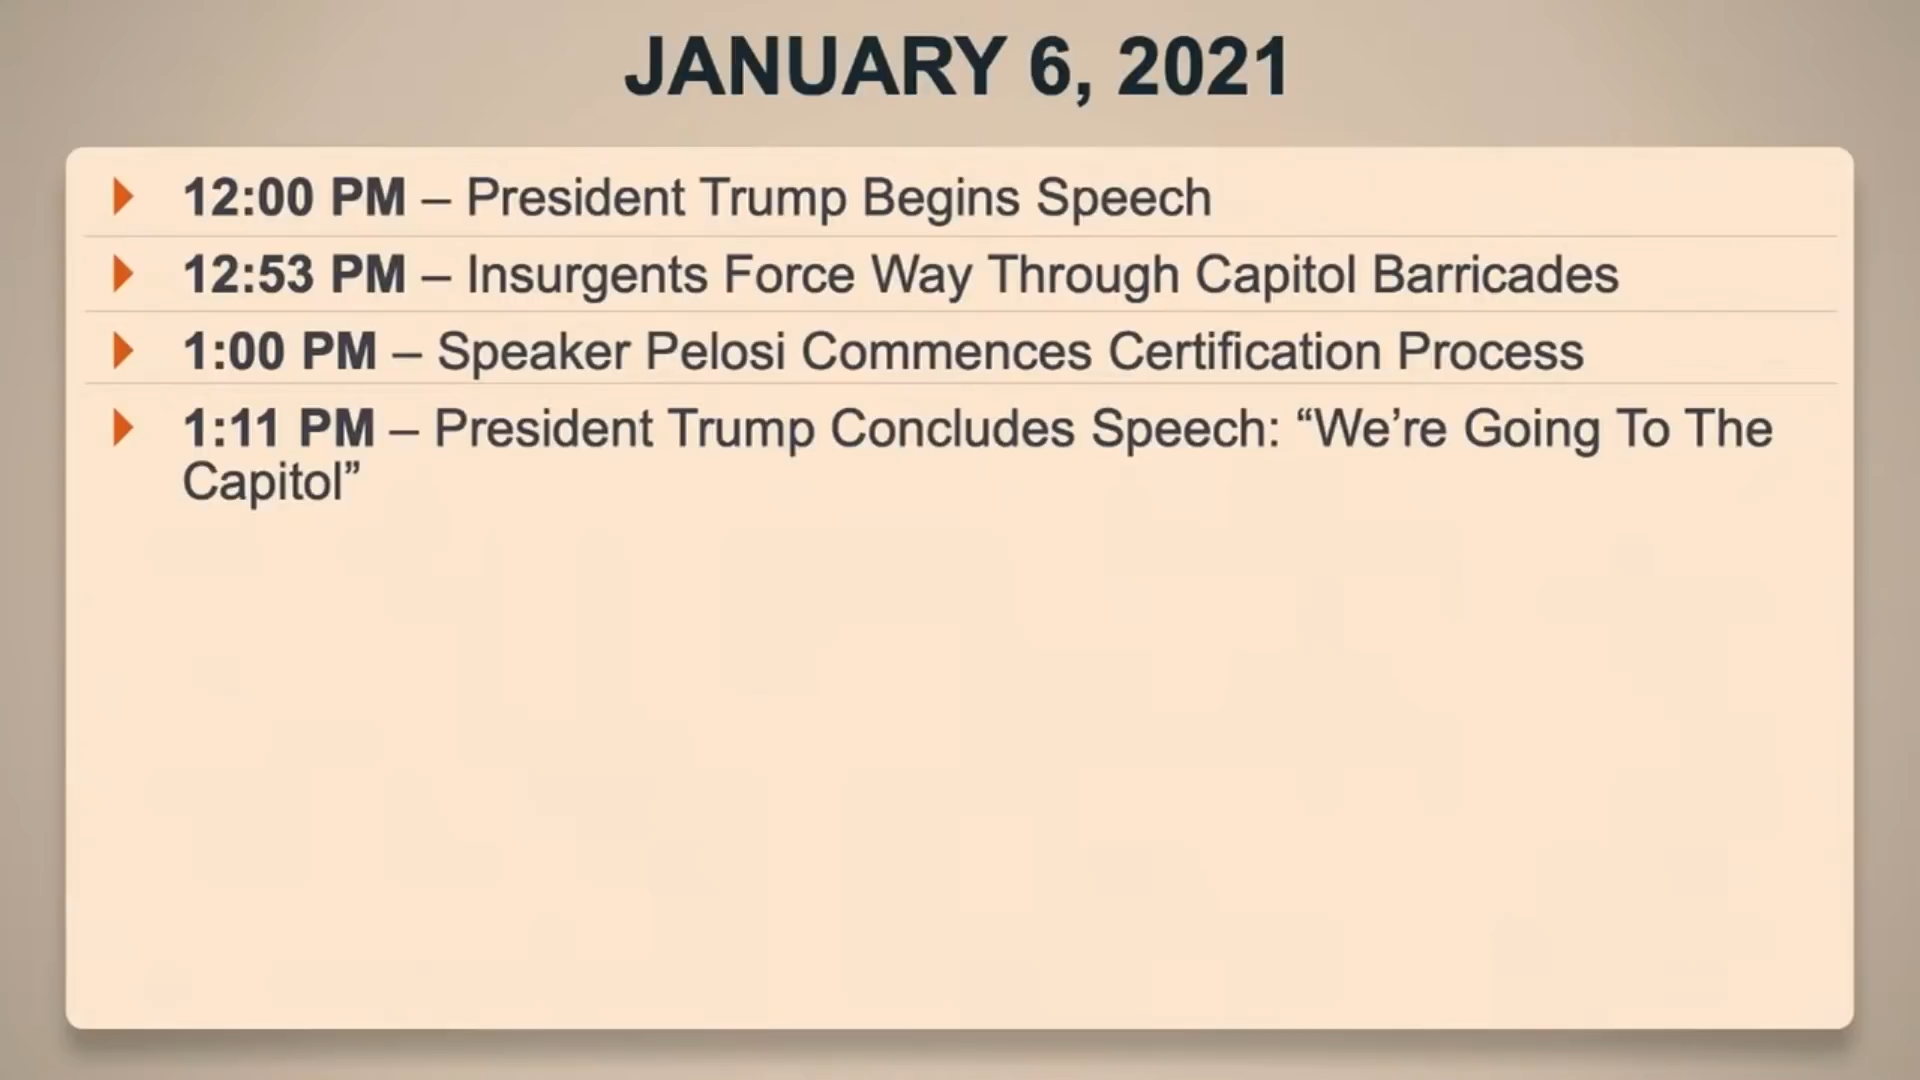 JANUARY 6, 2021
12:00 PM – President Trump Begins Speech
12:53 PM – Insurgents Force Way Through Capitol Barricades
1:00 PM – Speaker Pelosi Commences Certification Process
1:11 PM – President Trump Concludes Speech: “We’re Going To The
Capitol”